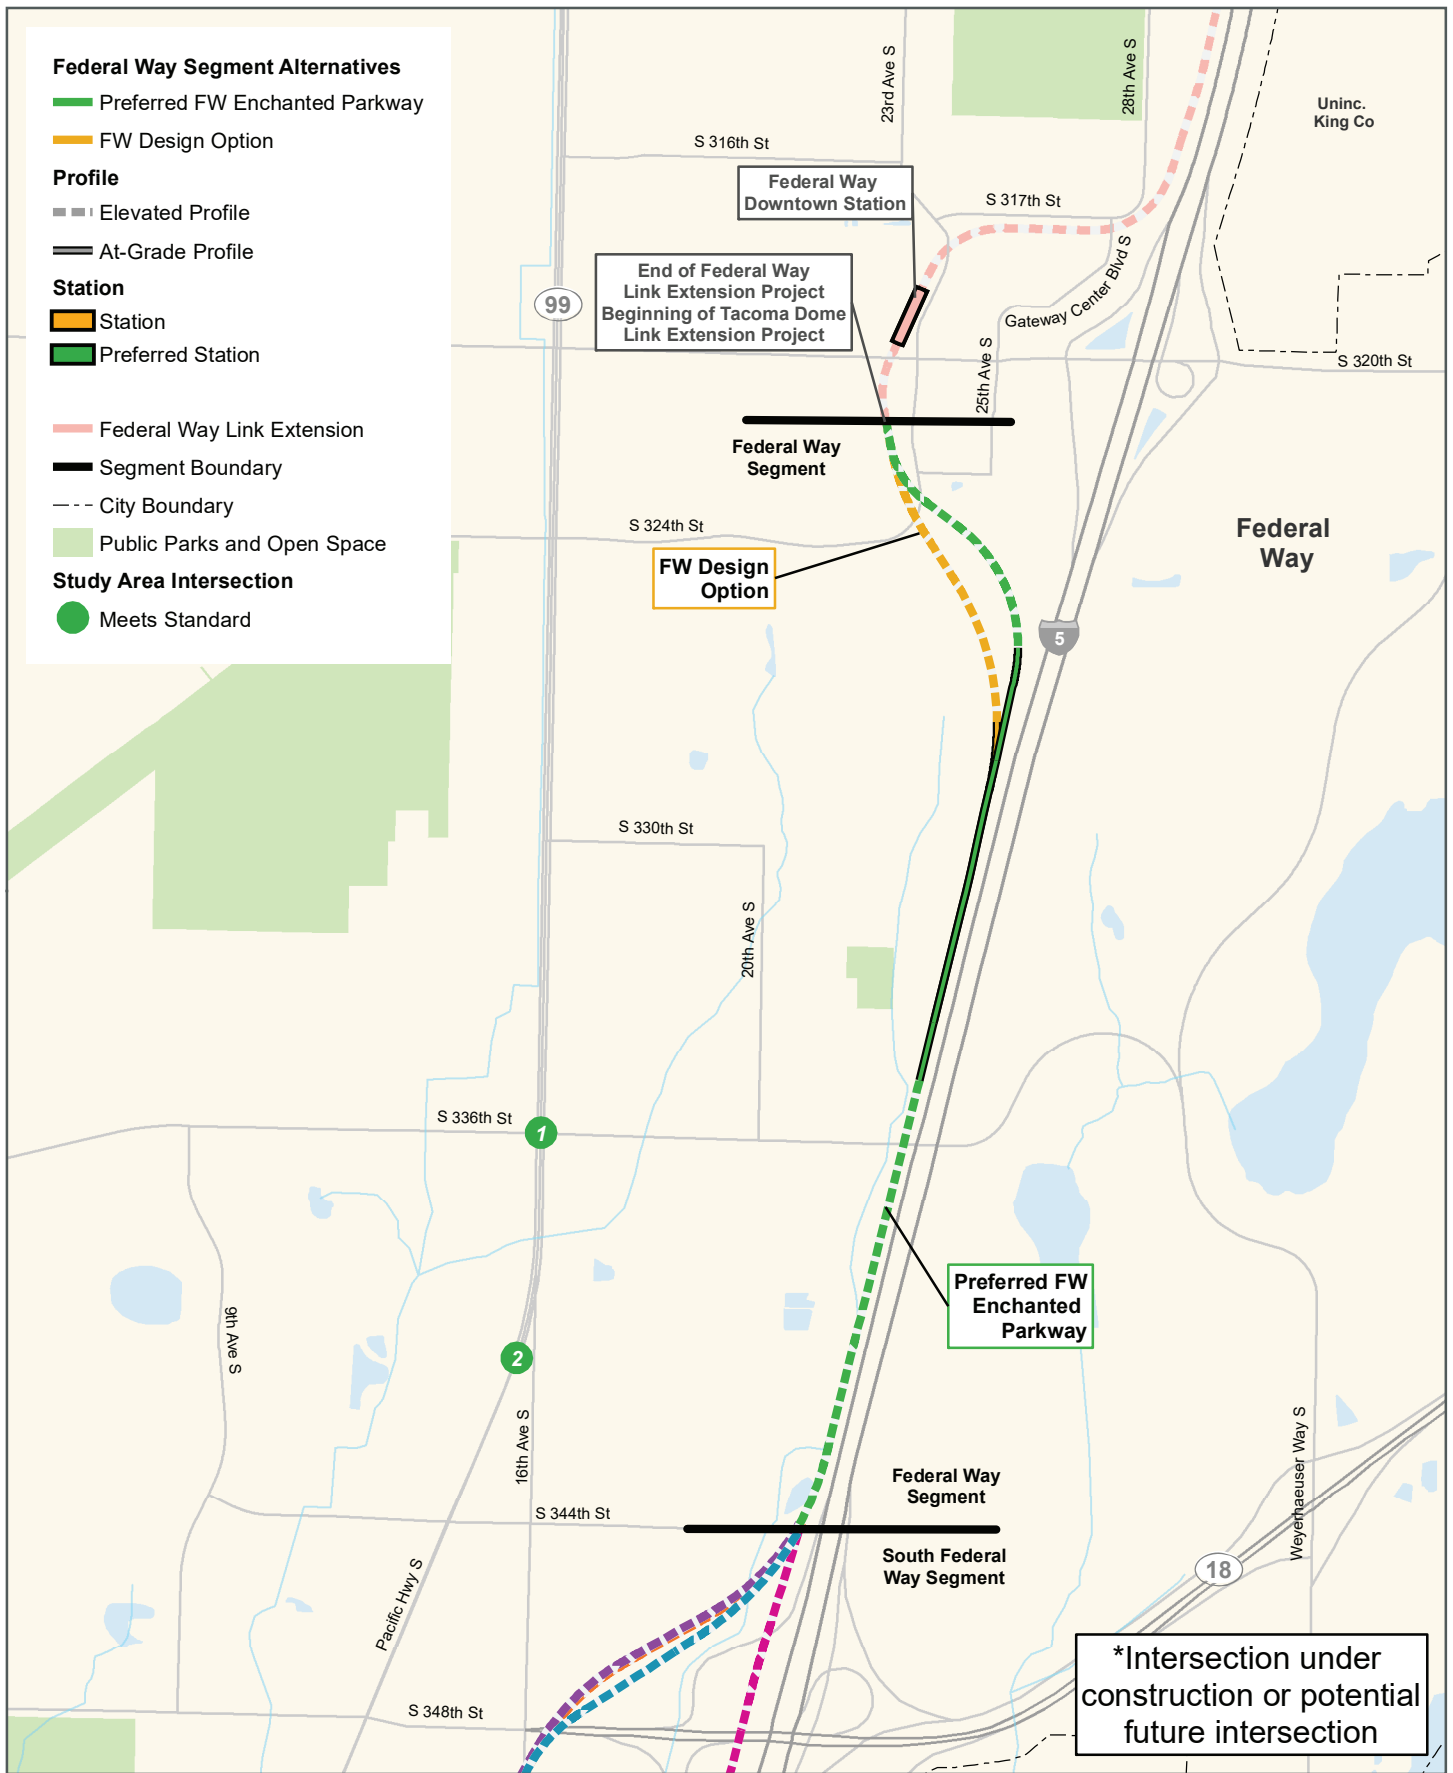 Federal Way Segment Alternatives
Preferred FW Enchanted Parkway
FW Design Option
Profile
Elevated Profile
At-Grade Profile
Station
Station
Preferred Station
Federal Way Link Extension
Segment Boundary
City Boundary
Public Parks and Open Space
Study Area Intersection
Meets Standard
23rd Ave S
28th Ave S
Uninc.
King Co
S 316th St
Federal Way
Downtown Station
S 317th St
Gateway Center Blvd S
End of Federal Way
Link Extension Project
Beginning of Tacoma Dome
Link Extension Project
99
25th Ave S
S 320th St
Federal Way
Segment
S 324th St
FW Design
Option
Federal
Way
5
S 330th St
20th Ave S
S 336th St
1
Preferred FW
Enchanted
Parkway
9th Ave S
2
16th Ave S
Federal Way
Segment
S 344th St
South Federal
Way Segment
Weyerhaeuser Way S
18
Pacific Hwy S
S 348th St
*Intersection under
construction or potential
future intersection